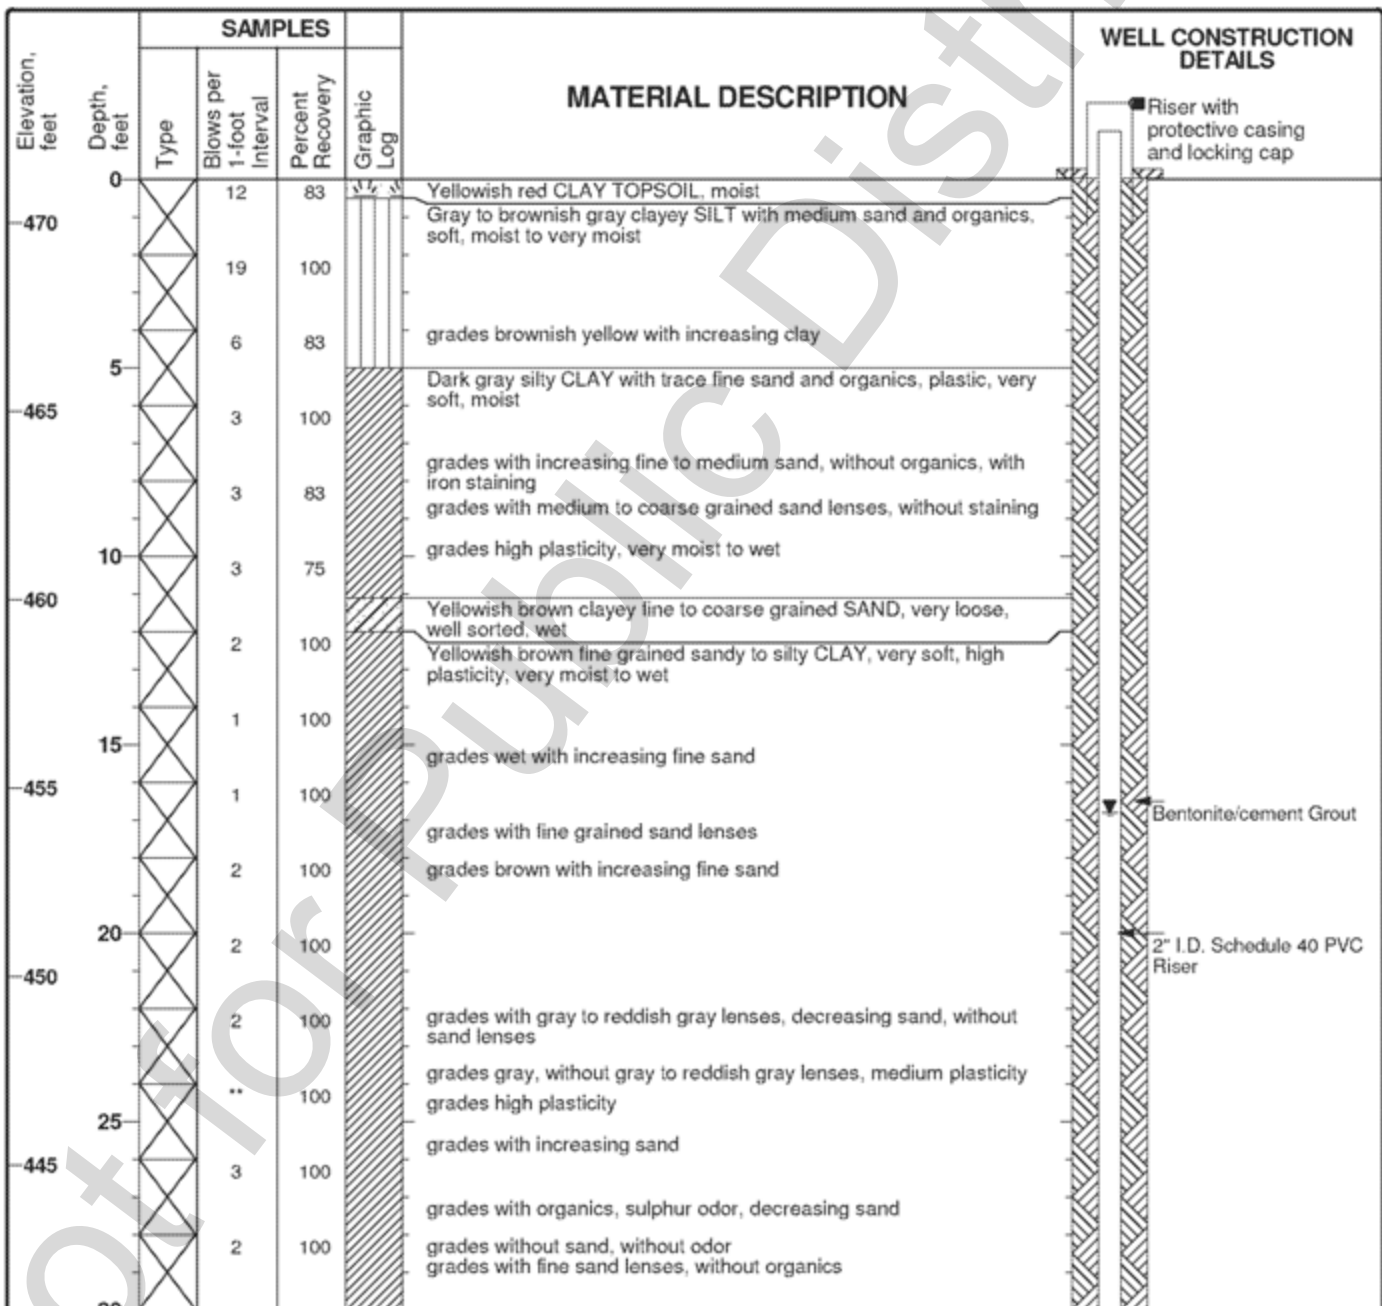 SAMPLES
WELL CONSTRUCTION
DETAILS
Elevation,
feet
Depth,
feet
Type
Blows per
1-foot
Interval
Percent
Recovery
Graphic
Log
MATERIAL DESCRIPTION
Riser with
protective casing
and locking cap
0
12 83 Yellowish red CLAY TOPSOIL, moist
470
Gray to brownish gray clayey SILT with medium sand and organics,
soft, moist to very moist
19 100
6 83 grades brownish yellow with increasing clay
5
Dark gray silty CLAY with trace fine sand and organics, plastic, very
soft, moist
465
3 100
grades with increasing fine to medium sand, without organics, with
iron staining
3 83
grades with medium to coarse grained sand lenses, without staining
10
grades high plasticity, very moist to wet
3 75
460
Yellowish brown clayey fine to coarse grained SAND, very loose,
well sorted, wet
2 100
Yellowish brown fine grained sandy to silty CLAY, very soft, high
plasticity, very moist to wet
1 100
15
grades wet with increasing fine sand
455
1 100
Bentonite/cement Grout
grades with fine grained sand lenses
2 100 grades brown with increasing fine sand
20
2 100
2" I.D. Schedule 40 PVC
Riser
450
2 100 grades with gray to reddish gray lenses, decreasing sand, without
sand lenses
grades gray, without gray to reddish gray lenses, medium plasticity
** 100
grades high plasticity
25
grades with increasing sand
445
3 100
grades with organics, sulphur odor, decreasing sand
2 100 grades without sand, without odor
grades with fine sand lenses, without organics
ot for Public Distri